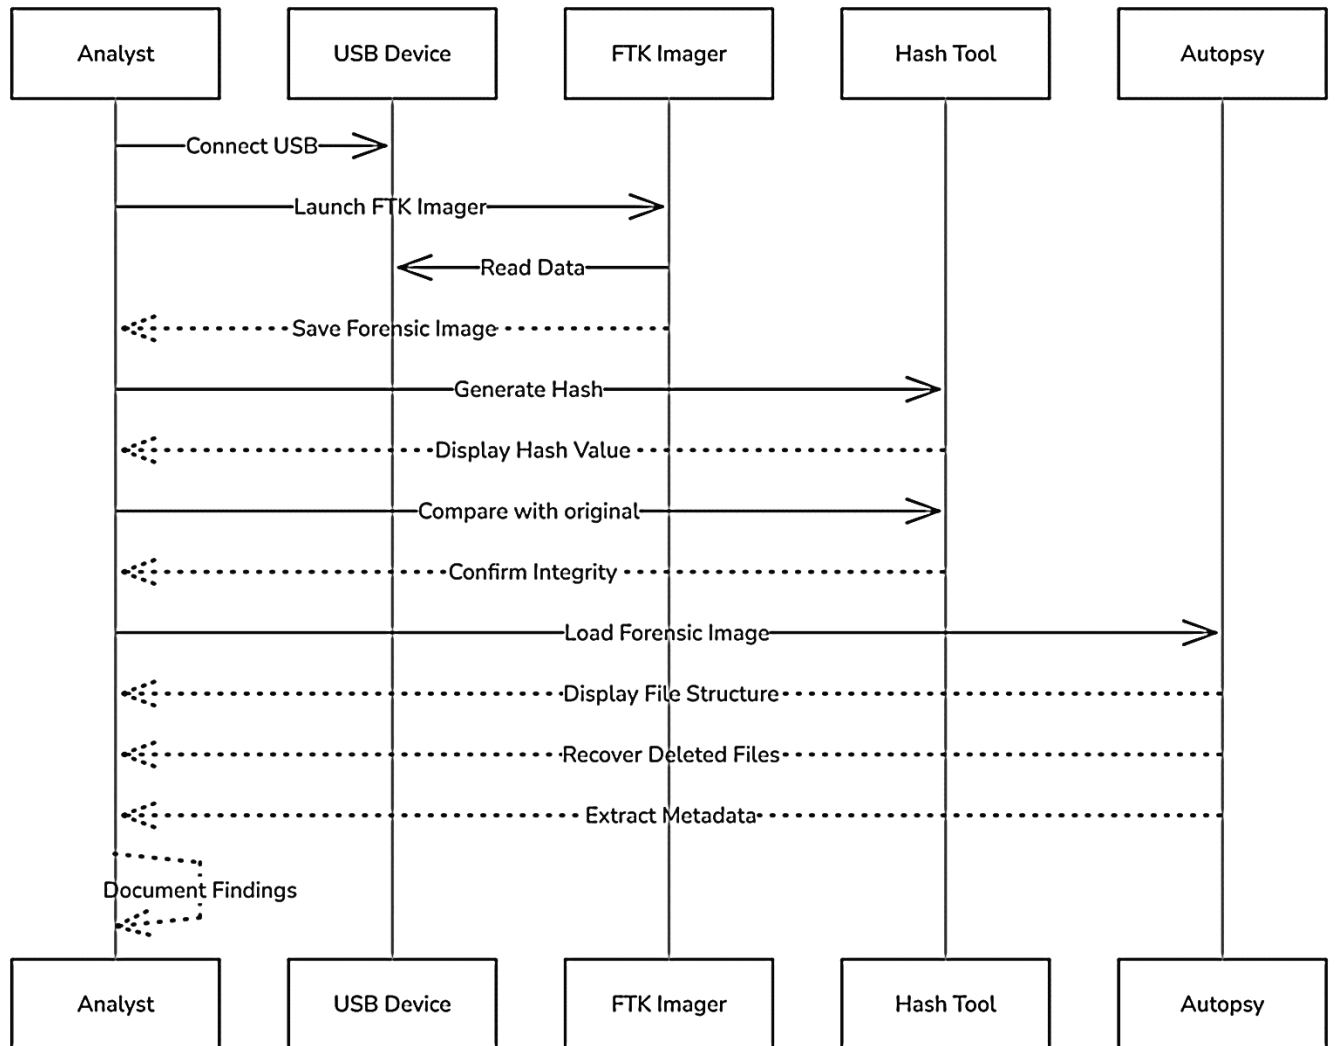 Analyst
USB Device
FTK Imager
Hash Tool
Autopsy
Connect USB
Launch FTK Imager
Read Data
Save Forensic Image
Generate Hash
Display Hash Value
Compare with original
Confirm Integrity
Load Forensic Image
Display File Structure
Recover Deleted Files
Extract Metadata
Document Findings
Analyst
USB Device
FTK Imager
Hash Tool
Autopsy